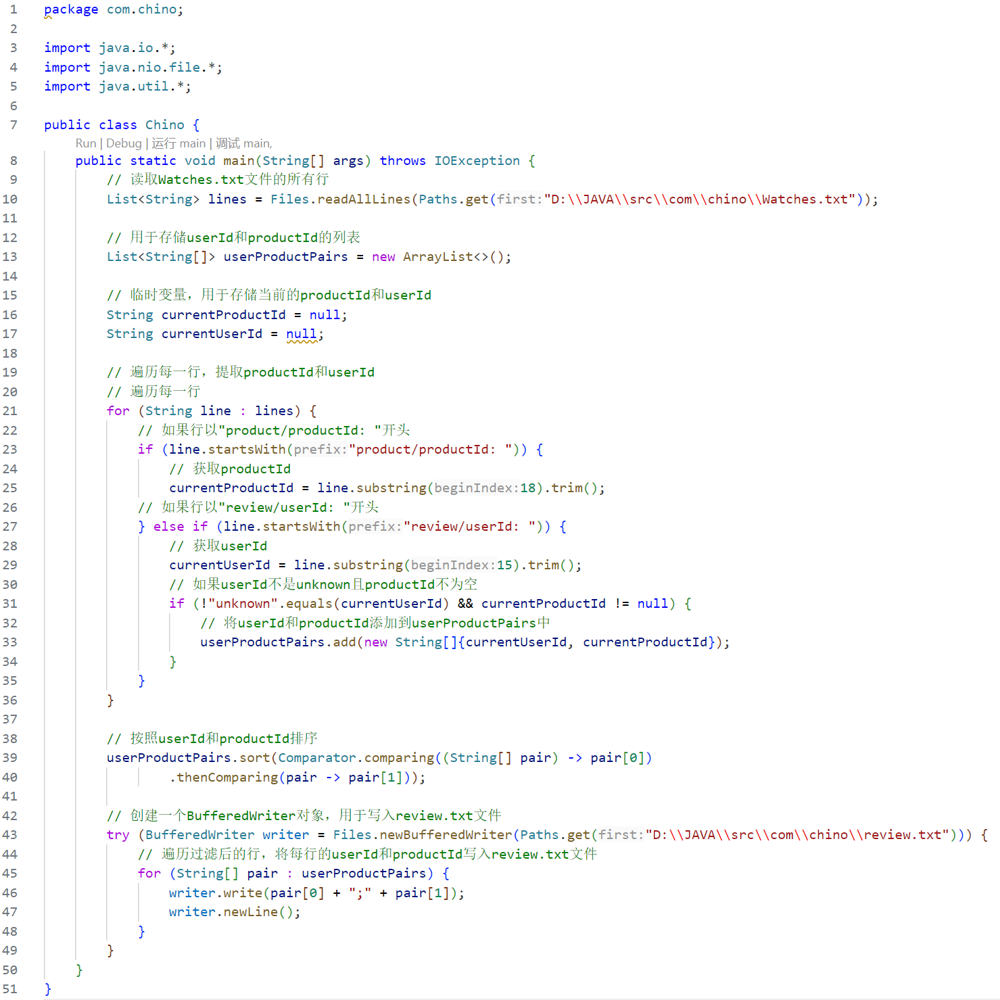 1 package com.chino;
2
3 import java.io.*;
4 import java.nio.file.*;
5 import java.util.*;
6
7 public class Chino {
Run | Debug | 运行 main | 调试 main,
8     public static void main(String[] args) throws IOException {
9         // 读取Watches.txt文件的所有行
10         List<String> lines = Files.readAllLines(Paths.get(first:"D:\\JAVA\\src\\com\\chino\\Watches.txt"));
11
12         // 用于存储userId和productId的列表
13         List<String[]> userProductPairs = new ArrayList<>();
14
15         // 临时变量，用于存储当前的productId和userId
16         String currentProductId = null;
17         String currentUserId = null;
18
19         // 遍历每一行，提取productId和userId
20         // 遍历每一行
21         for (String line : lines) {
22             // 如果行以"product/productId: "开头
23             if (line.startsWith(prefix:"product/productId: ")) {
24                 // 获取productId
25                 currentProductId = line.substring(beginIndex:18).trim();
26             // 如果行以"review/userId: "开头
27             } else if (line.startsWith(prefix:"review/userId: ")) {
28                 // 获取userId
29                 currentUserId = line.substring(beginIndex:15).trim();
30                 // 如果userId不是unknown且productId不为空
31                 if (!"unknown".equals(currentUserId) && currentProductId != null) {
32                     // 将userId和productId添加到userProductPairs中
33                     userProductPairs.add(new String[]{currentUserId, currentProductId});
34                 }
35             }
36         }
37
38         // 按照userId和productId排序
39         userProductPairs.sort(Comparator.comparing((String[] pair) -> pair[0])
40                 .thenComparing(pair -> pair[1]));
41
42         // 创建一个BufferedWriter对象，用于写入review.txt文件
43         try (BufferedWriter writer = Files.newBufferedWriter(Paths.get(first:"D:\\JAVA\\src\\com\\chino\\review.txt"))) {
44             // 遍历过滤后的行，将每行的userId和productId写入review.txt文件
45             for (String[] pair : userProductPairs) {
46                 writer.write(pair[0] + ";" + pair[1]);
47                 writer.newLine();
48             }
49         }
50     }
51 }